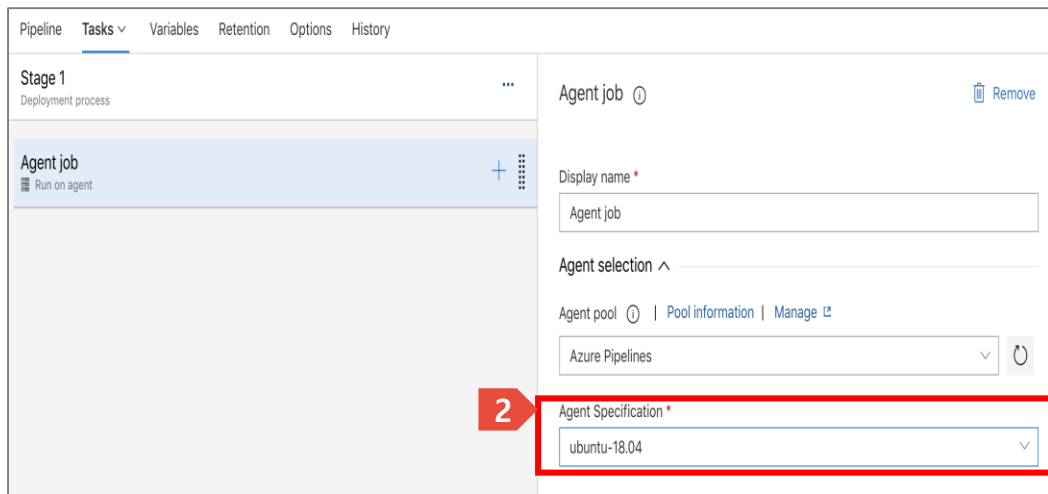 Pipeline Tasks Variables Retention Options History
Stage 1
Deployment process
Agent job
Run on agent
Agent job
Remove
Display name *
Agent job
Agent selection
Agent pool | Pool information | Manage
Azure Pipelines
2
Agent Specification *
ubuntu-18.04